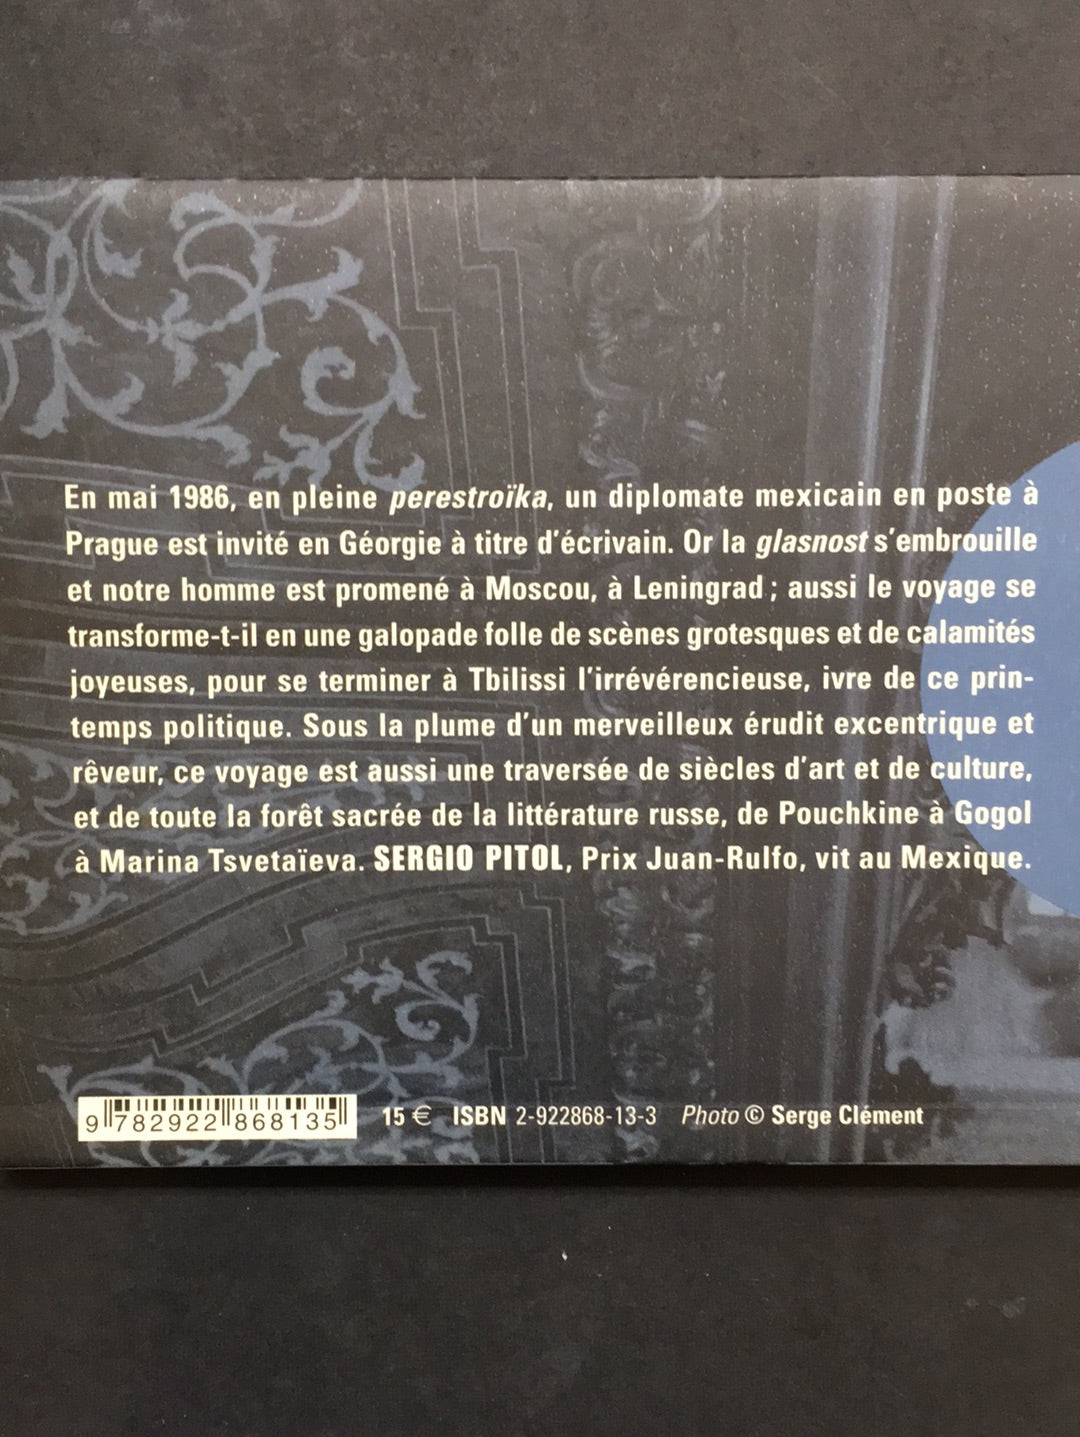 En mai 1986, en pleine perestroïka, un diplomate mexicain en poste à
Prague est invité en Géorgie à titre d'écrivain. Or la glasnost s'embrouille
et notre homme est promené à Moscou, à Leningrad ; aussi le voyage se
transforme-t-il en une galopade folle de scènes grotesques et de calamités
joyeuses, pour se terminer à Tbilissi l'irrévérencieuse, ivre de ce prin-
temps politique. Sous la plume d'un merveilleux érudit excentrique et
rêveur, ce voyage est aussi une traversée de siècles d'art et de culture,
et de toute la forêt sacrée de la littérature russe, de Pouchkine à Gogol
à Marina Tsvetaïeva. SERGIO PITOL, Prix Juan-Rulfo, vit au Mexique.
9 782922 868135 15 € ISBN 2-922868-13-3 Photo © Serge Clément